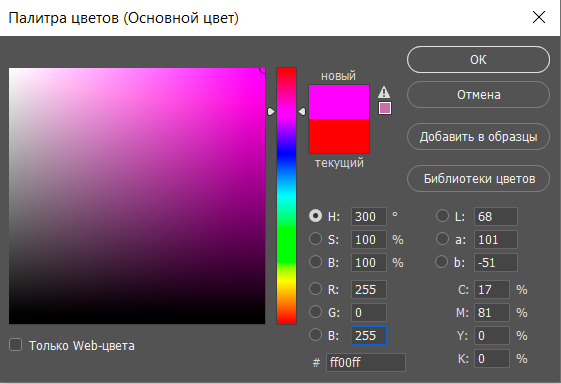 Палитра цветов (Основной цвет)
новый
текущий
ОК
Отмена
Добавить в образцы
Библиотеки цветов
H: 300 °
S: 100 %
B: 100 %
R: 255
G: 0
B: 255
# ff00ff
L: 68
a: 101
b: -51
C: 17 %
M: 81 %
Y: 0 %
K: 0 %
Только Web-цвета